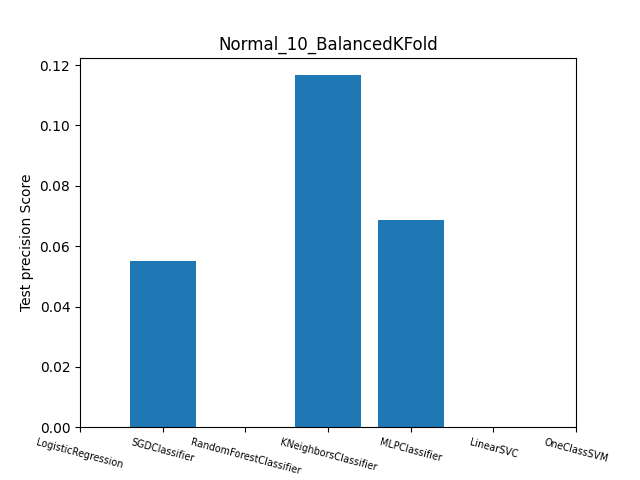 Normal_10_BalancedKFold
Test precision Score
0.12
0.10
0.08
0.06
0.04
0.02
0.00
LogisticRegression
SGDClassifier
RandomForestClassifier
KNeighborsClassifier
MLPClassifier
LinearSVC
OneClassSVM